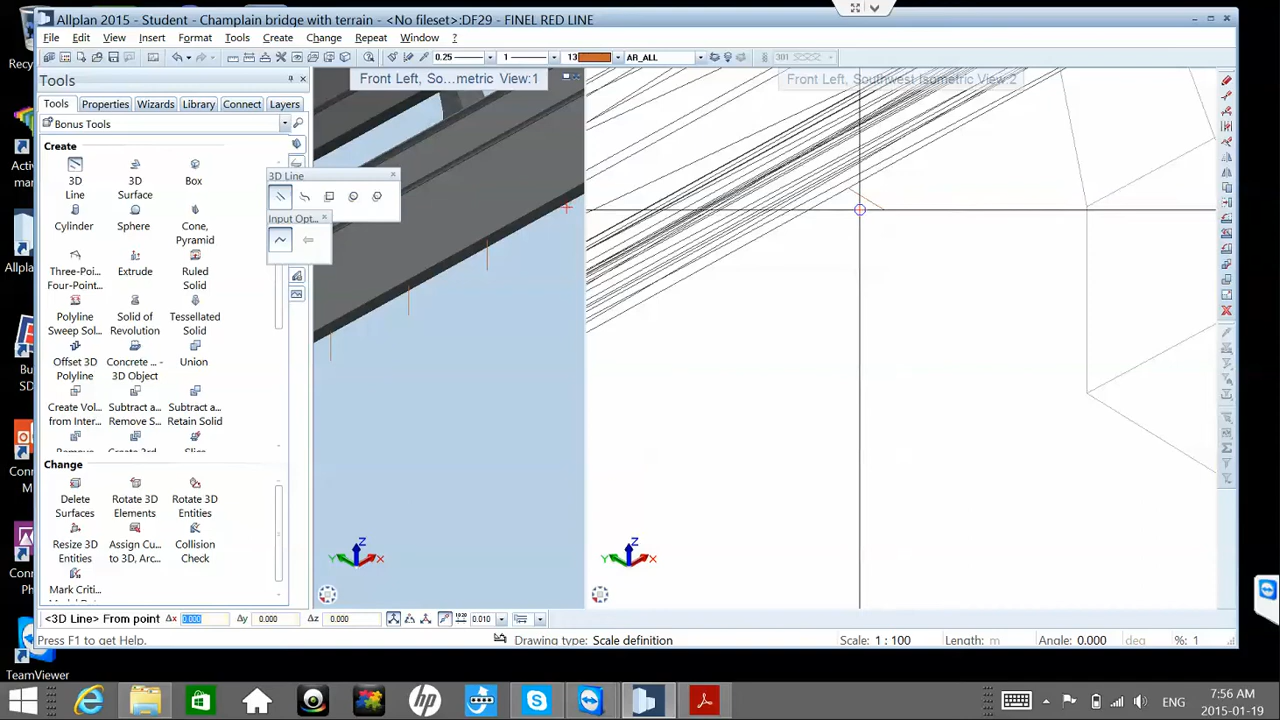 Allplan 2015 - Student - Champlain bridge with terrain - <No fileset>:DF29 - FINEL RED LINE
File Edit View Insert Format Tools Create Change Repeat Window ?
0.25 1 13 AR_ALL 301
Tools
Front Left, So...metric View:1
Front Left, Southwest Isometric View:2
Tools Properties Wizards Library Connect Layers
Bonus Tools
Create
3D Line
3D Surface
Box
Cylinder
Sphere
Cone, Pyramid
Three-Poi... Four-Point...
Extrude
Ruled Solid
Polyline Sweep Sol...
Solid of Revolution
Tessellated Solid
Offset 3D Polyline
Concrete ... 3D Object
Union
Create Vol... from Inter...
Subtract a... Remove S...
Subtract a... Retain Solid
3D Line
Input Opt...
Change
Delete Surfaces
Rotate 3D Elements
Rotate 3D Entities
Resize 3D Entities
Assign Cu... to 3D, Arc...
Collision Check
Mark Criti...
Z
Y
X
Z
Y
X
<3D Line> From point Δx 0.000 Δy 0.000 Δz 0.000 0.010
Press F1 to get Help.
Drawing type: Scale definition
Scale: 1 : 100
Length: m
Angle: 0.000 deg
%: 1
TeamViewer
ENG
7:56 AM
2015-01-19